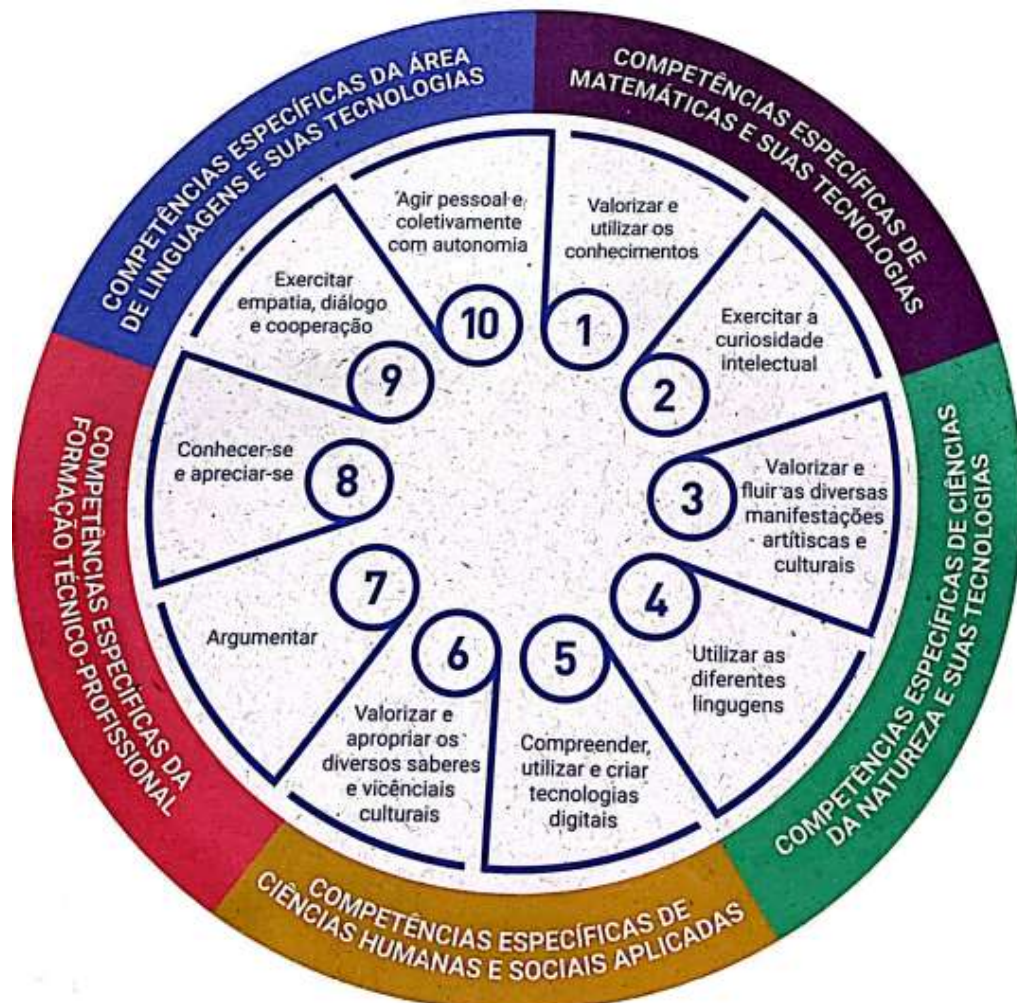 COMPETÊNCIAS ESPECÍFICAS DA ÁREA
DE LINGUAGENS E SUAS TECNOLOGIAS
COMPETÊNCIAS ESPECÍFICAS DE
MATEMÁTICAS E SUAS TECNOLOGIAS
COMPETÊNCIAS ESPECÍFICAS DE CIÊNCIAS
DA NATUREZA E SUAS TECNOLOGIAS
COMPETÊNCIAS ESPECÍFICAS DE
CIÊNCIAS HUMANAS E SOCIAIS APLICADAS
COMPETÊNCIAS ESPECÍFICAS DA
FORMAÇÃO TÉCNICO-PROFISSIONAL
Valorizar e
utilizar os
conhecimentos
1
Exercitar a
curiosidade
intelectual
2
Valorizar e
fluir as diversas
manifestações
artítiscas e
culturais
3
Utilizar as
diferentes
lingugens
4
Compreender,
utilizar e criar
tecnologias
digitais
5
Valorizar e
apropriar os
diversos saberes
e vicênciais
culturais
6
Argumentar
7
Conhecer-se
e apreciar-se
8
Exercitar
empatia, diálogo
e cooperação
9
Agir pessoal e
coletivamente
com autonomia
10